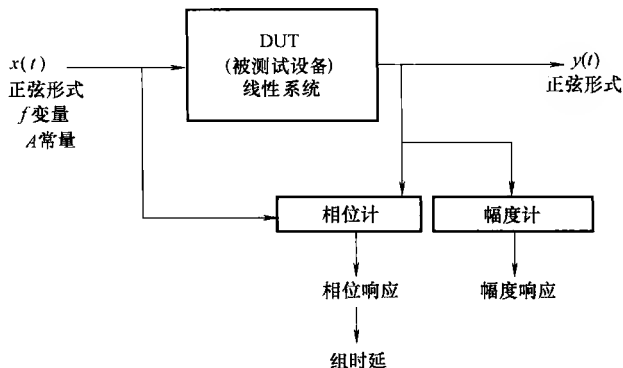 DUT
(被测试设备)
线性系统
x(t)
正弦形式
f变量
A常量
y(t)
正弦形式
相位计
幅度计
相位响应
幅度响应
组时延